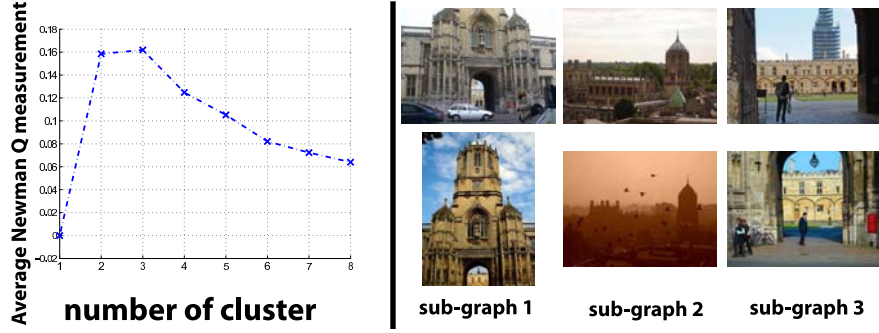 Average Newman Q measurement
0.18
0.16
0.14
0.12
0.1
0.08
0.06
0.04
0.02
0
-0.02
1 2 3 4 5 6 7 8
number of cluster
sub-graph 1 sub-graph 2 sub-graph 3